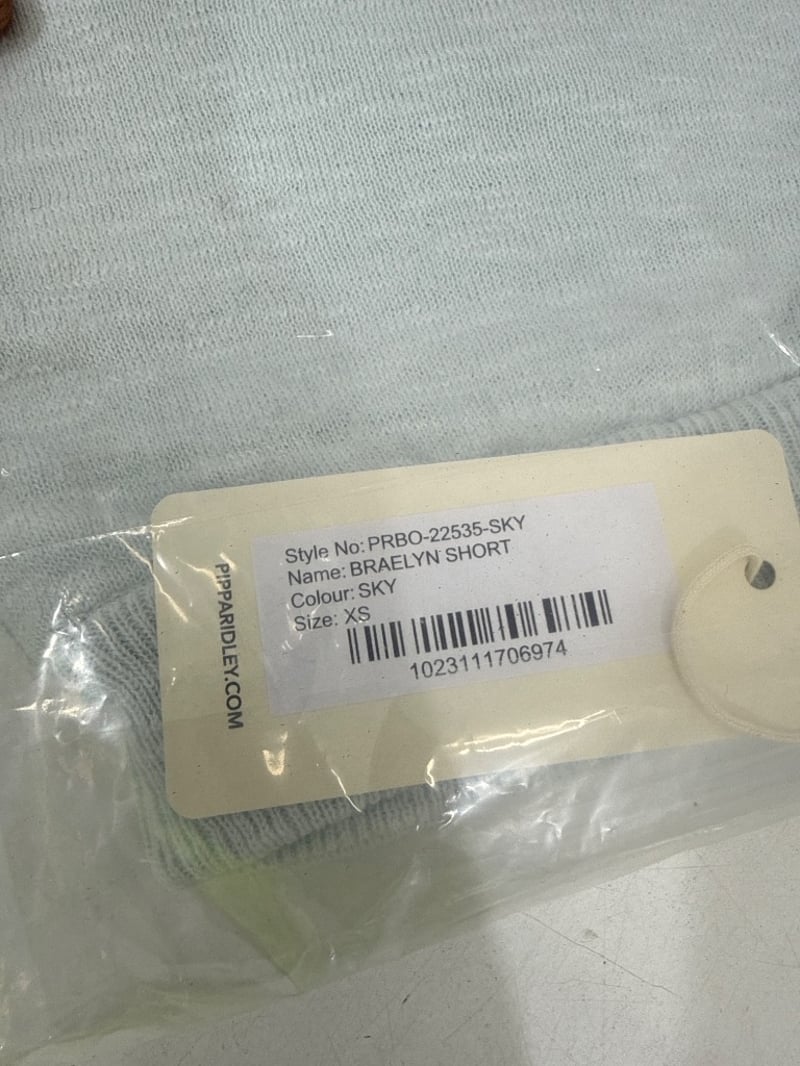 Style No: PRBO-22535-SKY
Name: BRAELYN SHORT
Colour: SKY
Size: XS
1023111706974
PIPPARIDLEY.COM